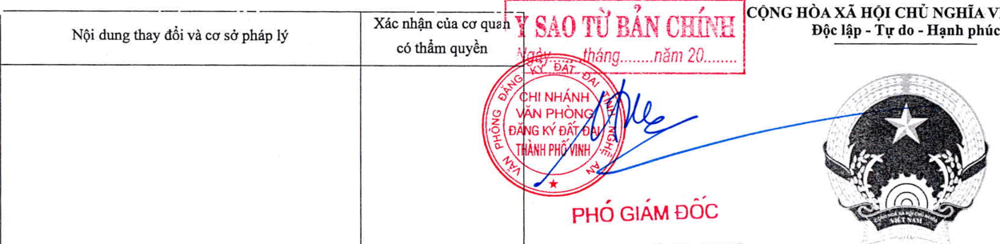 Nội dung thay đổi và cơ sở pháp lý
Xác nhận của cơ quan
có thẩm quyền
Y SAO TỪ BẢN CHÍNH
Ngày...... tháng........năm 20........
VĂN PHÒNG ĐĂNG KÝ ĐẤT ĐAI TỈNH NGHỆ AN
CHI NHÁNH
VĂN PHÒNG
ĐĂNG KÝ ĐẤT ĐAI
THÀNH PHỐ VINH
PHÓ GIÁM ĐỐC
CỘNG HÒA XÃ HỘI CHỦ NGHĨA V
Độc lập - Tự do - Hạnh phúc
CỘNG HÒA XÃ HỘI CHỦ NGHĨA
VIỆT NAM